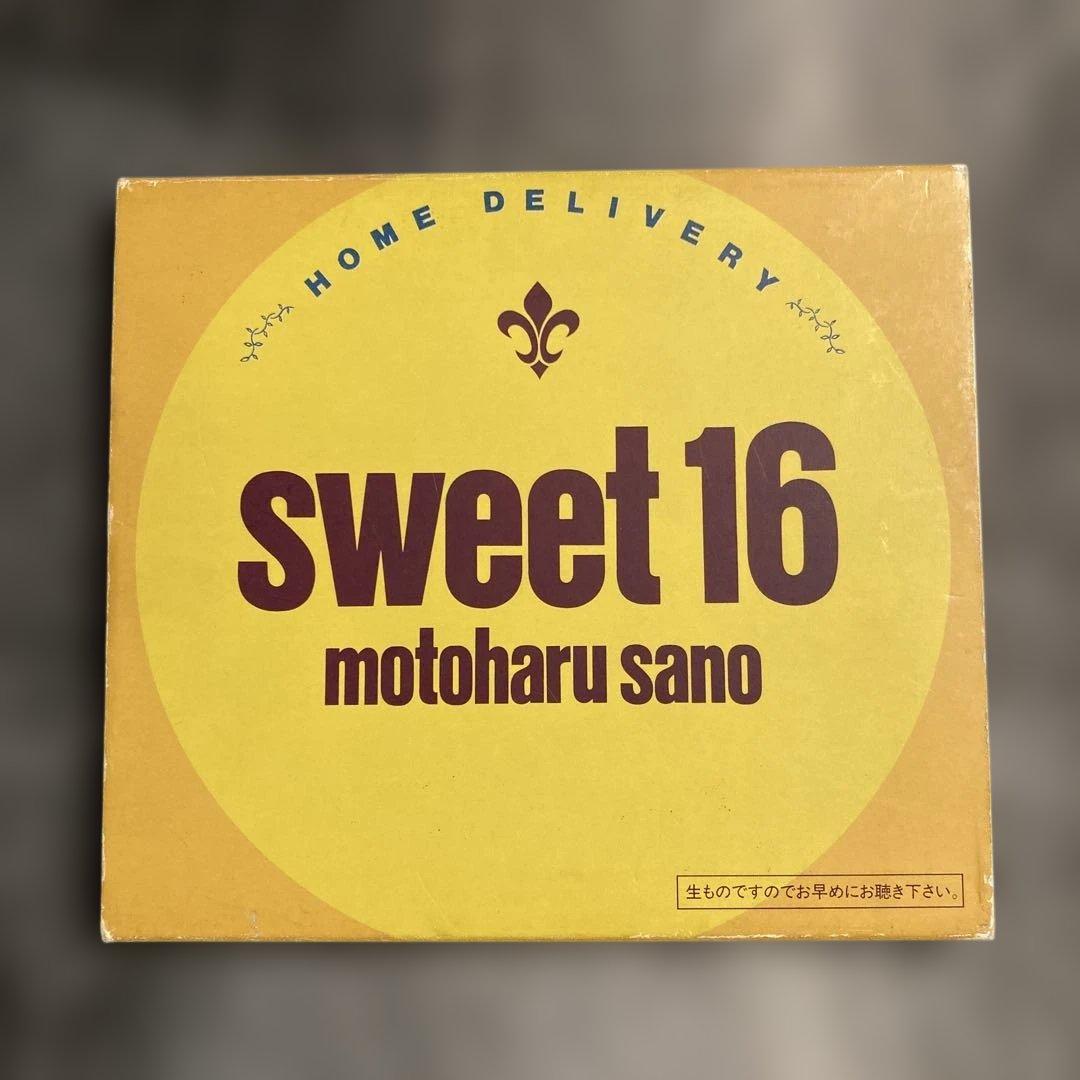 HOME DELIVERY
sweet 16
motoharu sano
生ものですのでお早めにお聴き下さい。